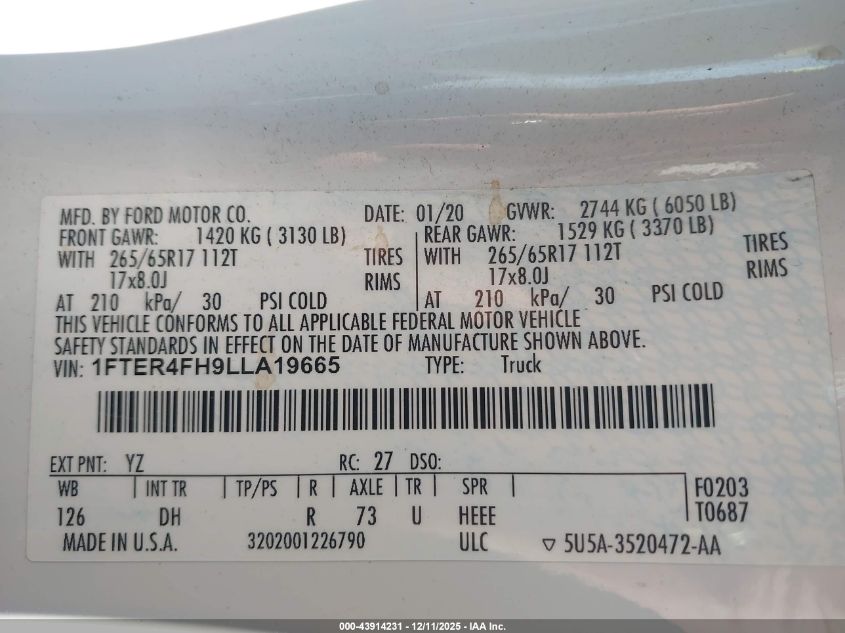 MFD. BY FORD MOTOR CO. DATE: 01/20 GVWR: 2744 KG ( 6050 LB)
FRONT GAWR: 1420 KG ( 3130 LB) REAR GAWR: 1529 KG ( 3370 LB)
WITH 265/65R17 112T TIRES WITH 265/65R17 112T TIRES
17x8.0J RIMS 17x8.0J RIMS
AT 210 kPa/ 30 PSI COLD AT 210 kPa/ 30 PSI COLD
THIS VEHICLE CONFORMS TO ALL APPLICABLE FEDERAL MOTOR VEHICLE
SAFETY STANDARDS IN EFFECT ON THE DATE OF MANUFACTURE SHOWN ABOVE.
VIN: 1FTER4FH9LLA19665 TYPE: Truck
EXT PNT: YZ RC: 27 DSO:
WB INT TR TP/PS R AXLE TR SPR F0203
126 DH R 73 U HEEE T0687
MADE IN U.S.A. 3202001226790 ULC ▽ 5U5A-3520472-AA
000-43914231 - 12/11/2025 - IAA Inc.